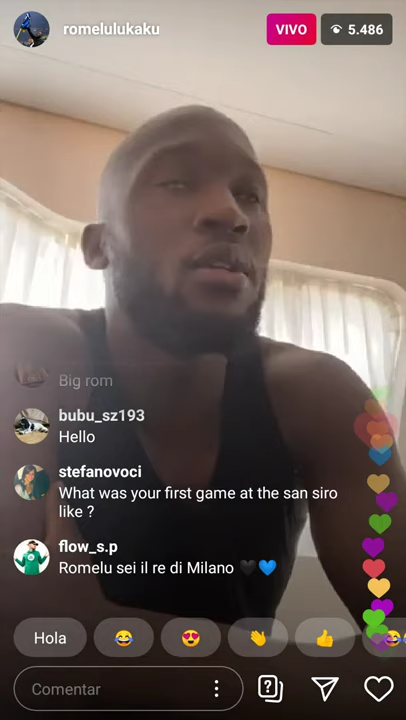 romelulukaku
VIVO
5.486
Big rom
bubu_sz193
Hello
stefanovoci
What was your first game at the san siro
like ?
flow_s.p
Romelu sei il re di Milano 🖤💙
Hola
Comentar